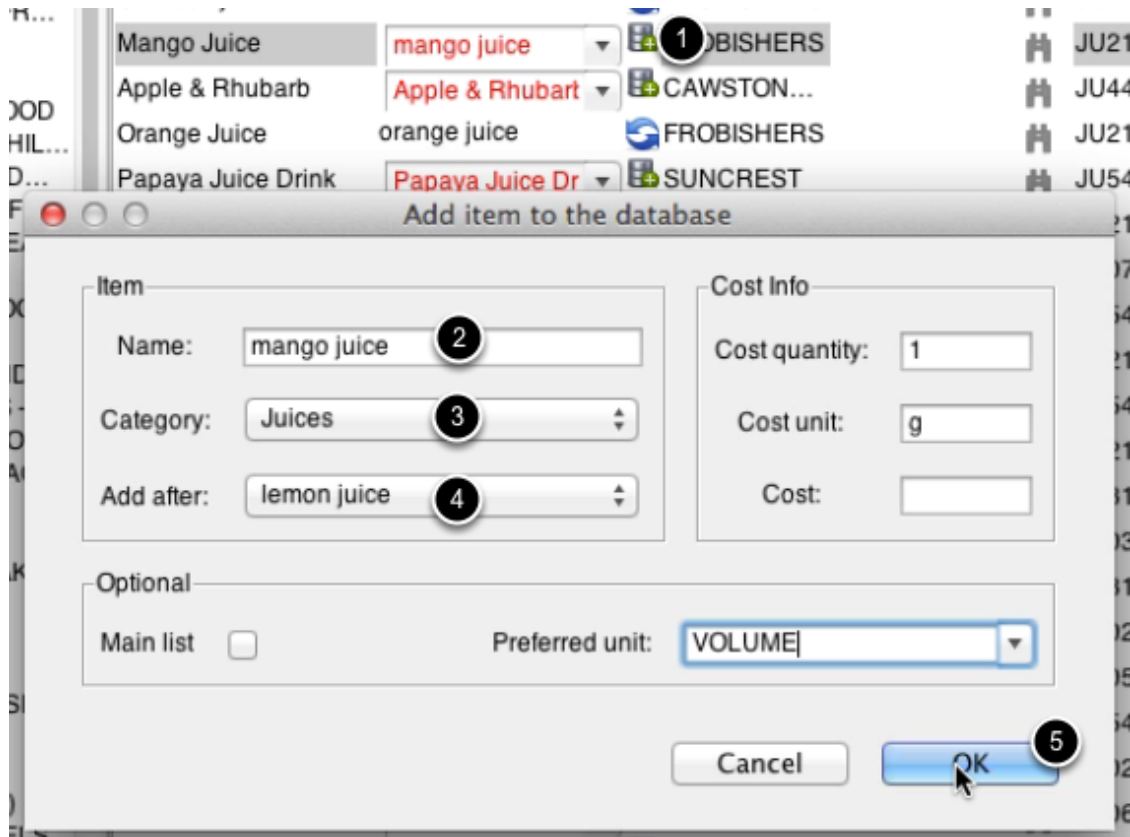 Mango Juice mango juice 1 OBISHERS JU21
Apple & Rhubarb Apple & Rhubart CAWSTON... JU44
OOD
Orange Juice orange juice FROBISHERS JU21
HIL...
Papaya Juice Drink Papaya Juice Dr SUNCREST JU54
D...
Add item to the database
Item Cost Info
Name: mango juice 2 Cost quantity: 1
Category: Juices 3 Cost unit: g
Add after: lemon juice 4 Cost:
Optional
Main list Preferred unit: VOLUME
Cancel OK 5